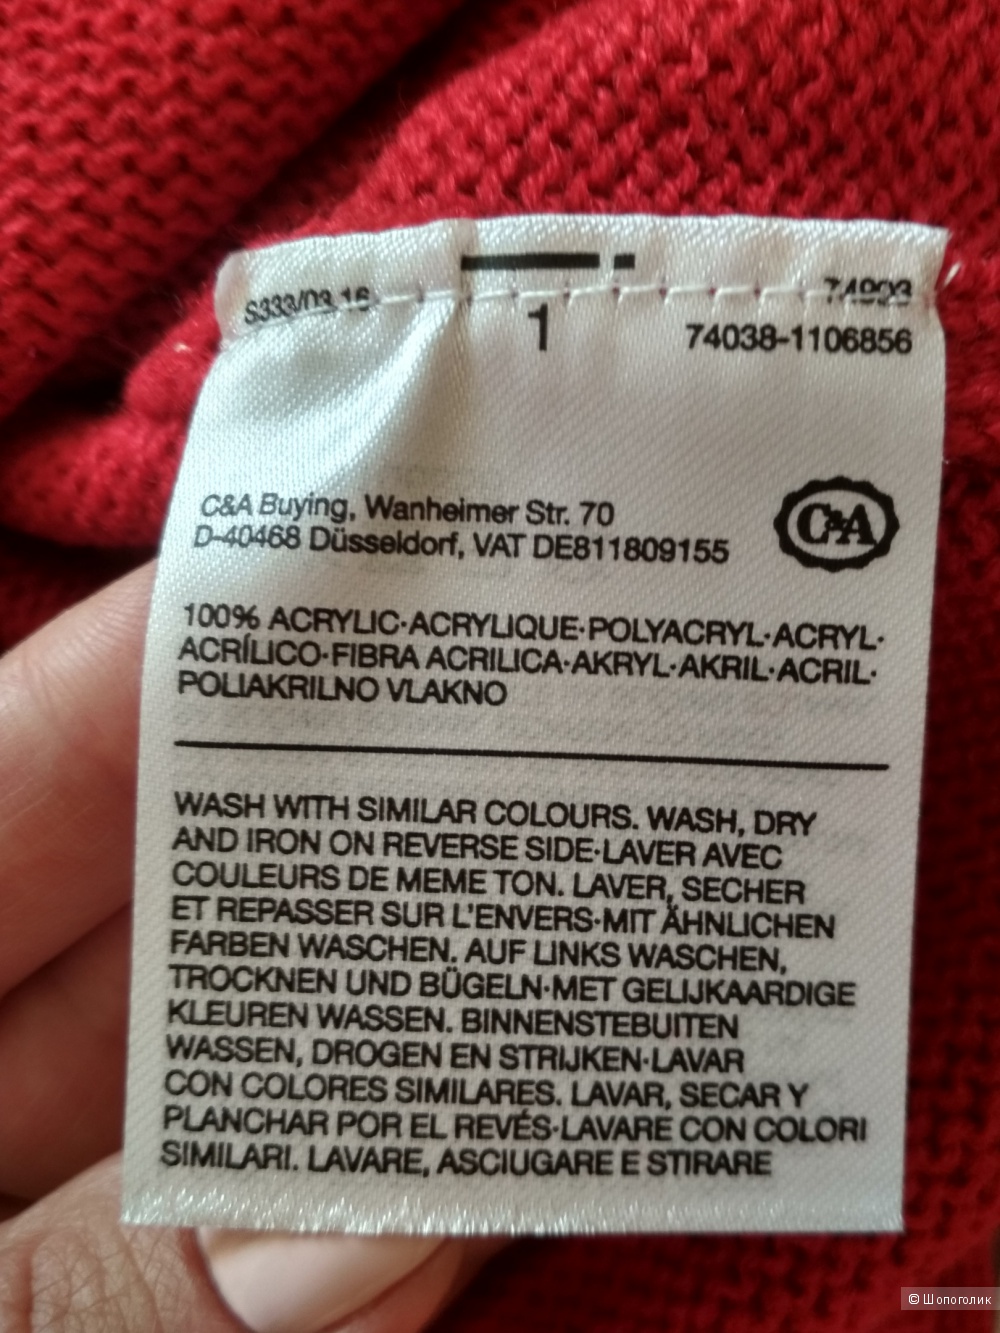 S333/03.16
74903
1
74038-1106856
C&A Buying, Wanheimer Str. 70
D-40468 Düsseldorf, VAT DE811809155
C&A
100% ACRYLIC·ACRYLIQUE·POLYACRYL·ACRYL·
ACRÍLICO·FIBRA ACRILICA·AKRYL·AKRIL·ACRIL·
POLIAKRILNO VLAKNO
WASH WITH SIMILAR COLOURS. WASH, DRY
AND IRON ON REVERSE SIDE·LAVER AVEC
COULEURS DE MEME TON. LAVER, SECHER
ET REPASSER SUR L'ENVERS·MIT ÄHNLICHEN
FARBEN WASCHEN. AUF LINKS WASCHEN,
TROCKNEN UND BÜGELN·MET GELIJKAARDIGE
KLEUREN WASSEN. BINNENSTEBUITEN
WASSEN, DROGEN EN STRIJKEN·LAVAR
CON COLORES SIMILARES. LAVAR, SECAR Y
PLANCHAR POR EL REVÉS·LAVARE CON COLORI
SIMILARI. LAVARE, ASCIUGARE E STIRARE
© Шопоголик